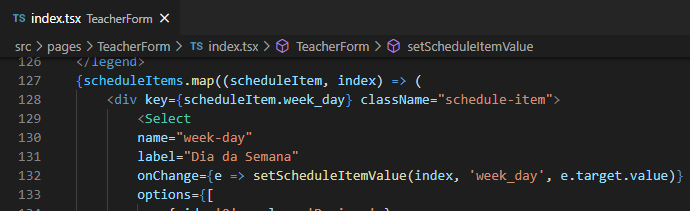 TS index.tsx TeacherForm ×
src > pages > TeacherForm > TS index.tsx > TeacherForm > setScheduleItemValue
126 </legend>
127 {scheduleItems.map((scheduleItem, index) => (
128 <div key={scheduleItem.week_day} className="schedule-item">
129 <Select
130 name="week-day"
131 label="Dia da Semana"
132 onChange={e => setScheduleItemValue(index, 'week_day', e.target.value)}
133 options={[